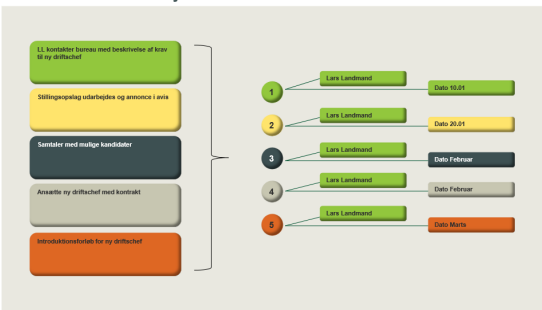 LL kontakter bureau med beskrivelse af krav
til ny driftschef
Stillingsopslag udarbejdes og annonce i avis
Samtaler med mulige kandidater
Ansætte ny driftschef med kontrakt
Introduktionsforløb for ny driftschef
1
Lars Landmand
Dato 10.01
2
Lars Landmand
Dato 20.01
3
Lars Landmand
Dato Februar
4
Lars Landmand
Dato Februar
5
Lars Landmand
Dato Marts